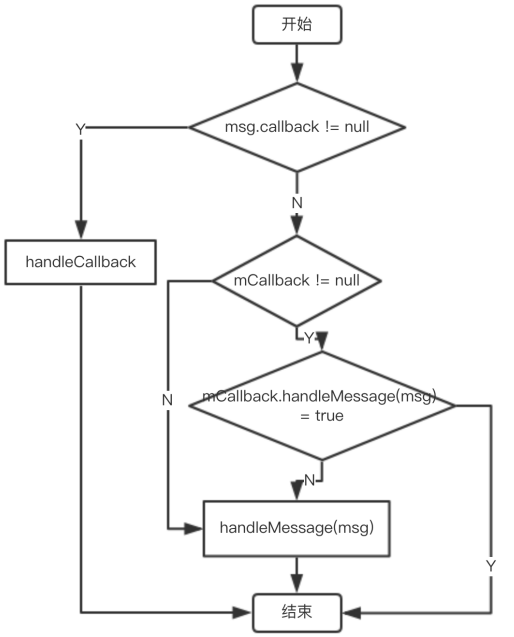 开始
msg.callback != null
Y
N
handleCallback
mCallback != null
Y
N
mCallback.handleMessage(msg)
= true
N
handleMessage(msg)
Y
结束